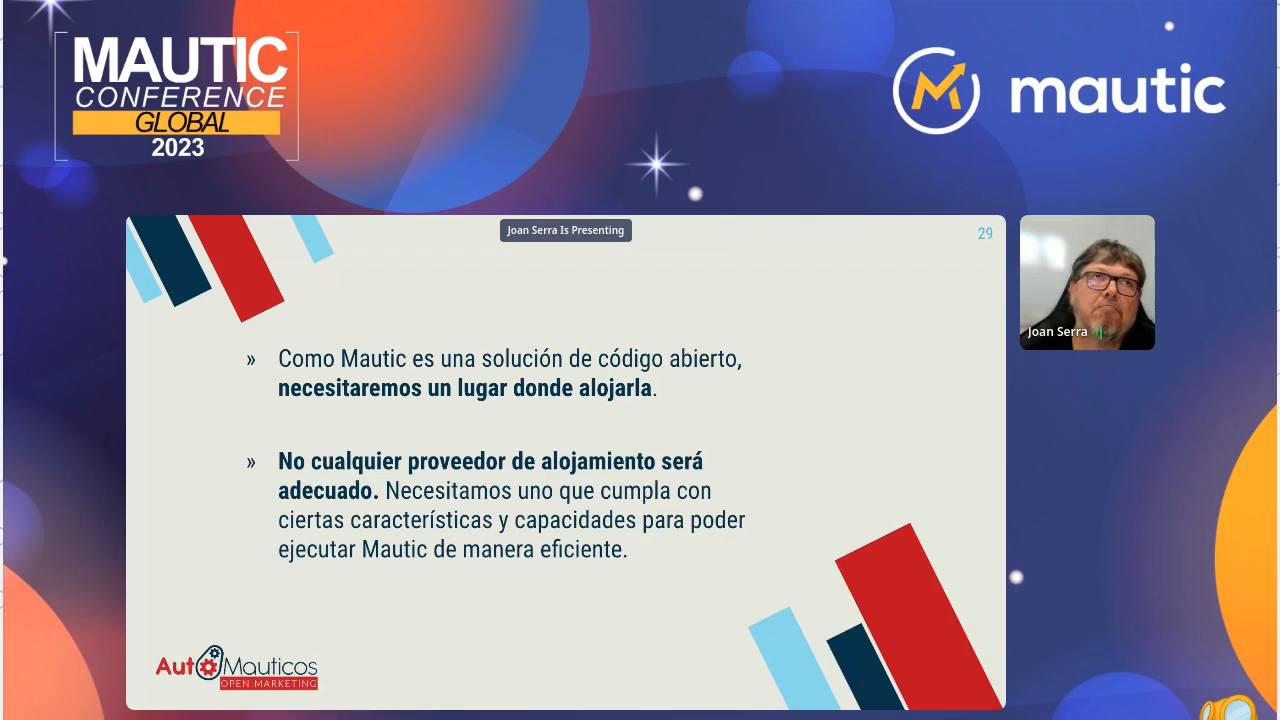 MAUTIC
CONFERENCE
GLOBAL
2023
mautic
Joan Serra Is Presenting
29
» Como Mautic es una solución de código abierto,
necesitaremos un lugar donde alojarla.
» No cualquier proveedor de alojamiento será
adecuado. Necesitamos uno que cumpla con
ciertas características y capacidades para poder
ejecutar Mautic de manera eficiente.
Joan Serra
AutoMauticos
OPEN MARKETING